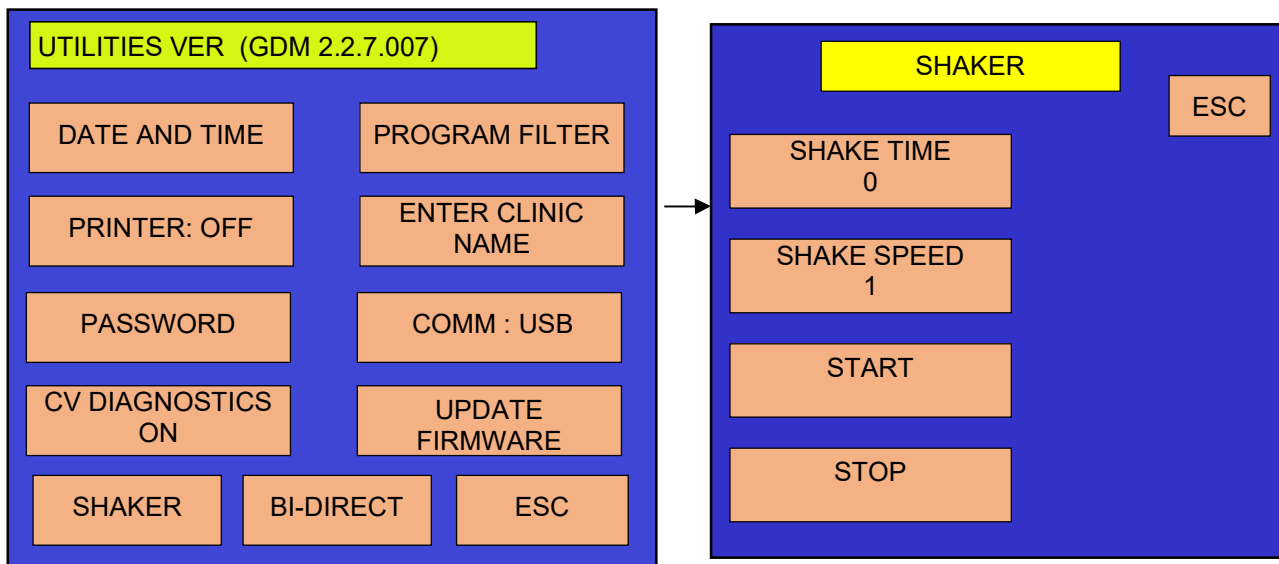 UTILITIES VER  (GDM 2.2.7.007)
DATE AND TIME
PROGRAM FILTER
PRINTER: OFF
ENTER CLINIC
NAME
PASSWORD
COMM : USB
CV DIAGNOSTICS
ON
UPDATE
FIRMWARE
SHAKER
BI-DIRECT
ESC
SHAKER
ESC
SHAKE TIME
0
SHAKE SPEED
1
START
STOP